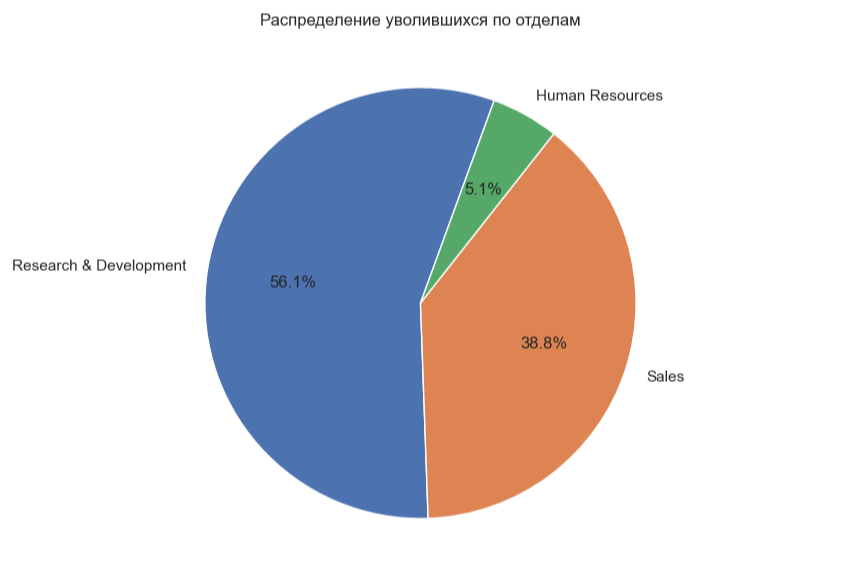 Распределение уволившихся по отделам
Human Resources
5.1%
Research & Development
56.1%
38.8%
Sales